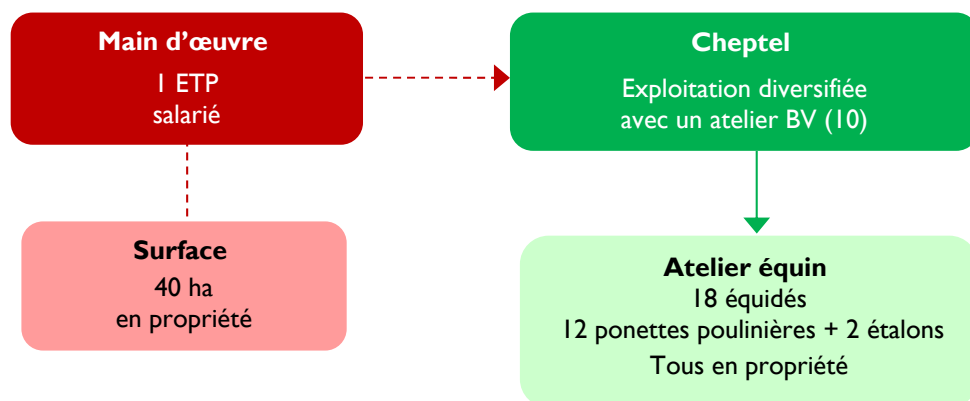 Main d’œuvre
1 ETP
salarié
Cheptel
Exploitation diversifiée
avec un atelier BV (10)
Surface
40 ha
en propriété
Atelier équin
18 équidés
12 ponettes poulinières + 2 étalons
Tous en propriété